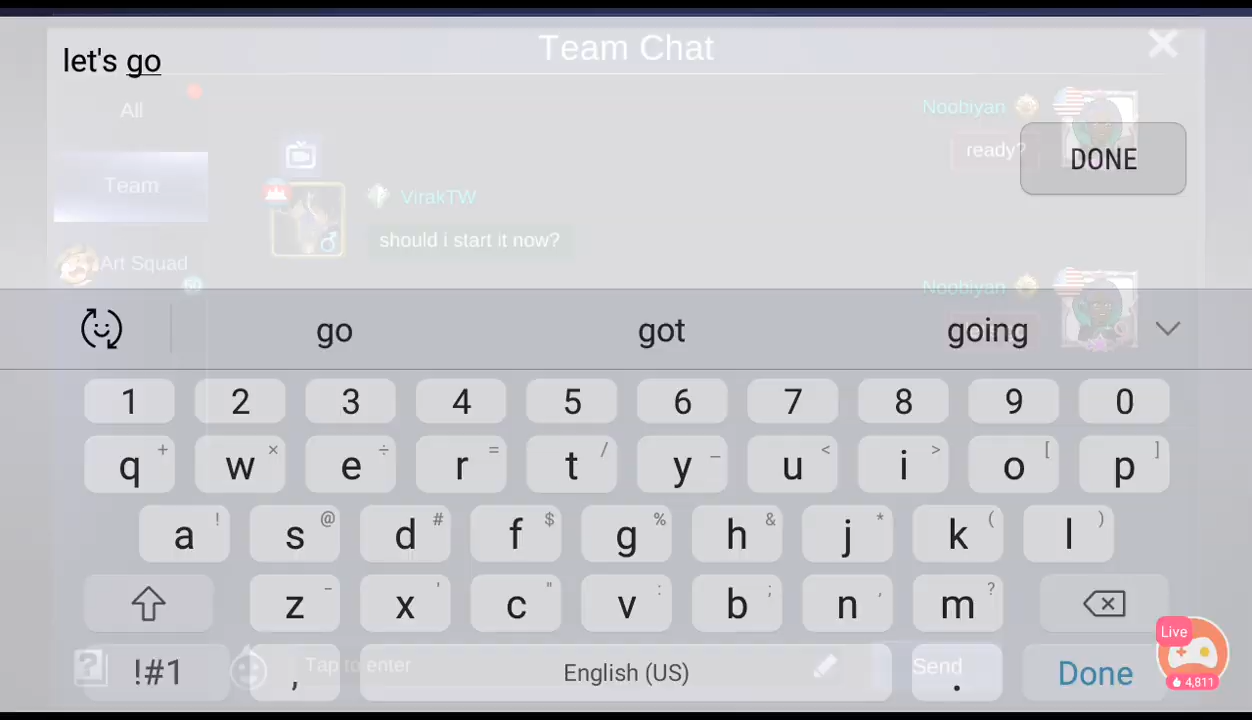 Team Chat
let's go
All
Noobiyan
ready?
DONE
Team
VirakTW
should i start it now?
Art Squad
Noobiyan
go got going
1 2 3 4 5 6 7 8 9 0
q + w × e ÷ r = t / y _ u < i > o [ p ]
a ! s @ d # f $ g % h & j * k ( l )
z - x ' c " v : b ; n , m ?
Live
4,811
!#1 , Tap to enter English (US) Send . Done